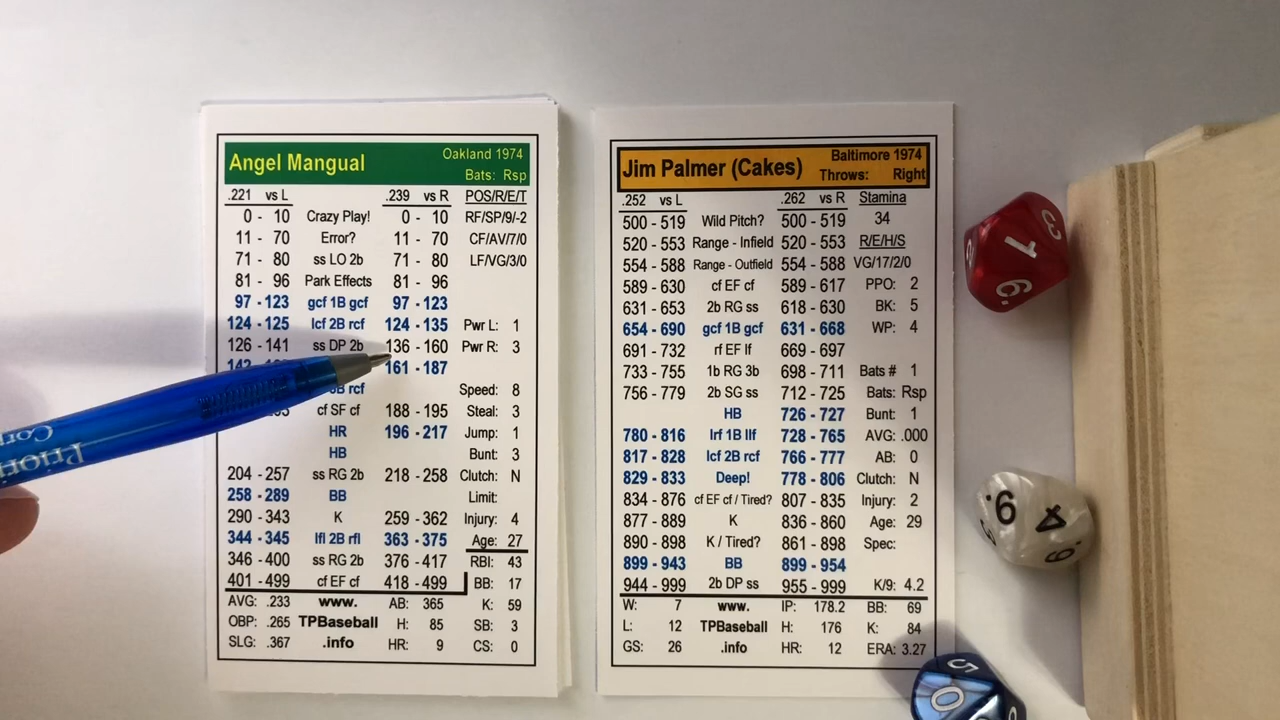 Angel Mangual Oakland 1974
Bats: Rsp
.221 vs L .239 vs R POS/R/E/T
0 - 10 Crazy Play! 0 - 10 RF/SP/9/-2
11 - 70 Error? 11 - 70 CF/AV/7/0
71 - 80 ss LO 2b 71 - 80 LF/VG/3/0
81 - 96 Park Effects 81 - 96
97 - 123 gcf 1B gcf 97 - 123
124 - 125 lcf 2B rcf 124 - 135 Pwr L: 1
126 - 141 ss DP 2b 136 - 160 Pwr R: 3
161 - 187
rcf Speed: 8
cf SF cf 188 - 195 Steal: 3
HR 196 - 217 Jump: 1
HB Bunt: 3
204 - 257 ss RG 2b 218 - 258 Clutch: N
258 - 289 BB Limit:
290 - 343 K 259 - 362 Injury: 4
344 - 345 lfl 2B rfl 363 - 375 Age: 27
346 - 400 ss RG 2b 376 - 417 RBI: 43
401 - 499 cf EF cf 418 - 499 BB: 17
AVG: .233 www. AB: 365 K: 59
OBP: .265 TPBaseball H: 85 SB: 3
SLG: .367 .info HR: 9 CS: 0
Jim Palmer (Cakes) Baltimore 1974
Throws: Right
.252 vs L .262 vs R Stamina
500 - 519 Wild Pitch? 500 - 519 34
520 - 553 Range - Infield 520 - 553 R/E/H/S
554 - 588 Range - Outfield 554 - 588 VG/17/2/0
589 - 630 cf EF cf 589 - 617 PPO: 2
631 - 653 2b RG ss 618 - 630 BK: 5
654 - 690 gcf 1B gcf 631 - 668 WP: 4
691 - 732 rf EF lf 669 - 697
733 - 755 1b RG 3b 698 - 711 Bats # 1
756 - 779 2b SG ss 712 - 725 Bats: Rsp
HB 726 - 727 Bunt: 1
780 - 816 lrf 1B llf 728 - 765 AVG: .000
817 - 828 lcf 2B rcf 766 - 777 AB: 0
829 - 833 Deep! 778 - 806 Clutch: N
834 - 876 cf EF cf / Tired? 807 - 835 Injury: 2
877 - 889 K 836 - 860 Age: 29
890 - 898 K / Tired? 861 - 898 Spec:
899 - 943 BB 899 - 954
944 - 999 2b DP ss 955 - 999 K/9: 4.2
W: 7 www. IP: 178.2 BB: 69
L: 12 TPBaseball H: 176 K: 84
GS: 26 .info HR: 12 ERA: 3.27
1
6.
9.
4
5
0